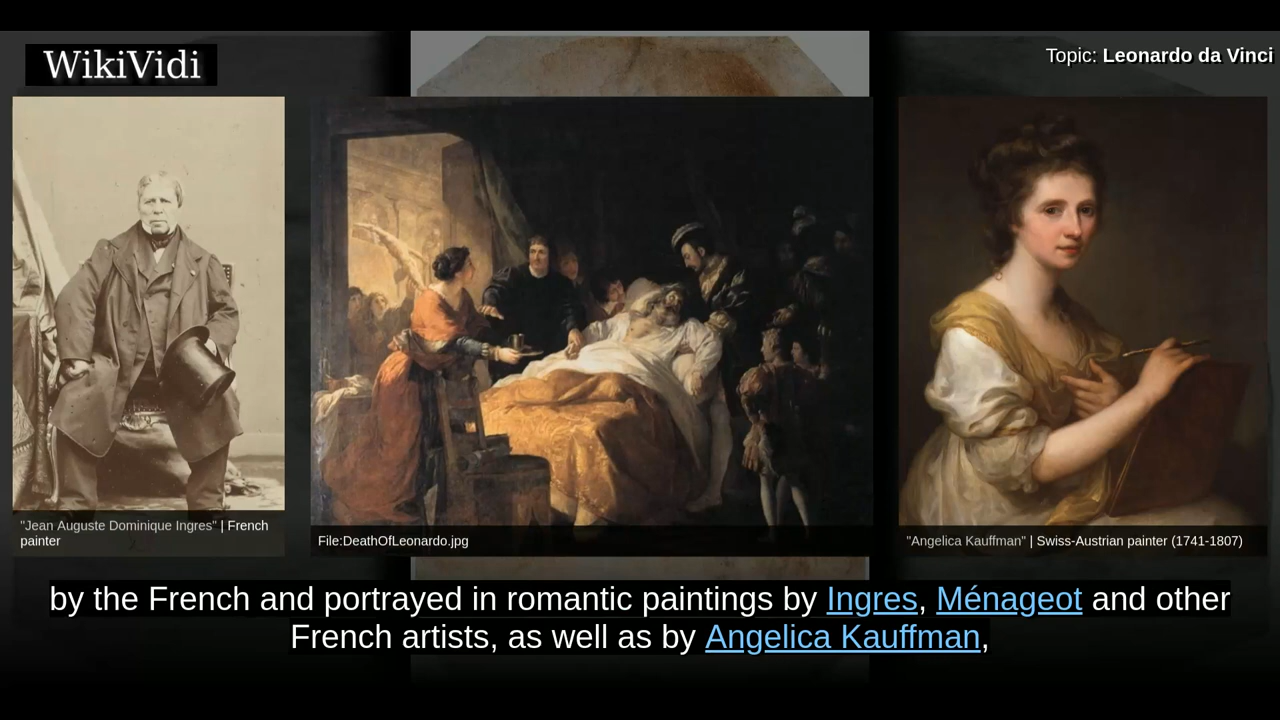 WikiVidi
Topic: Leonardo da Vinci
"Jean Auguste Dominique Ingres" | French
painter
File:DeathOfLeonardo.jpg
"Angelica Kauffman" | Swiss-Austrian painter (1741-1807)
by the French and portrayed in romantic paintings by Ingres, Ménageot and other
French artists, as well as by Angelica Kauffman,